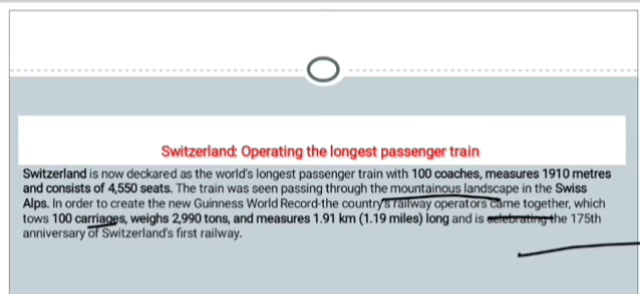 Switzerland: Operating the longest passenger train
Switzerland is now deckared as the world's longest passenger train with 100 coaches, measures 1910 metres
and consists of 4,550 seats. The train was seen passing through the mountainous landscape in the Swiss
Alps. In order to create the new Guinness World Record-the country's railway operators came together, which
tows 100 carriages, weighs 2,990 tons, and measures 1.91 km (1.19 miles) long and is celebrating the 175th
anniversary of Switzerland's first railway.